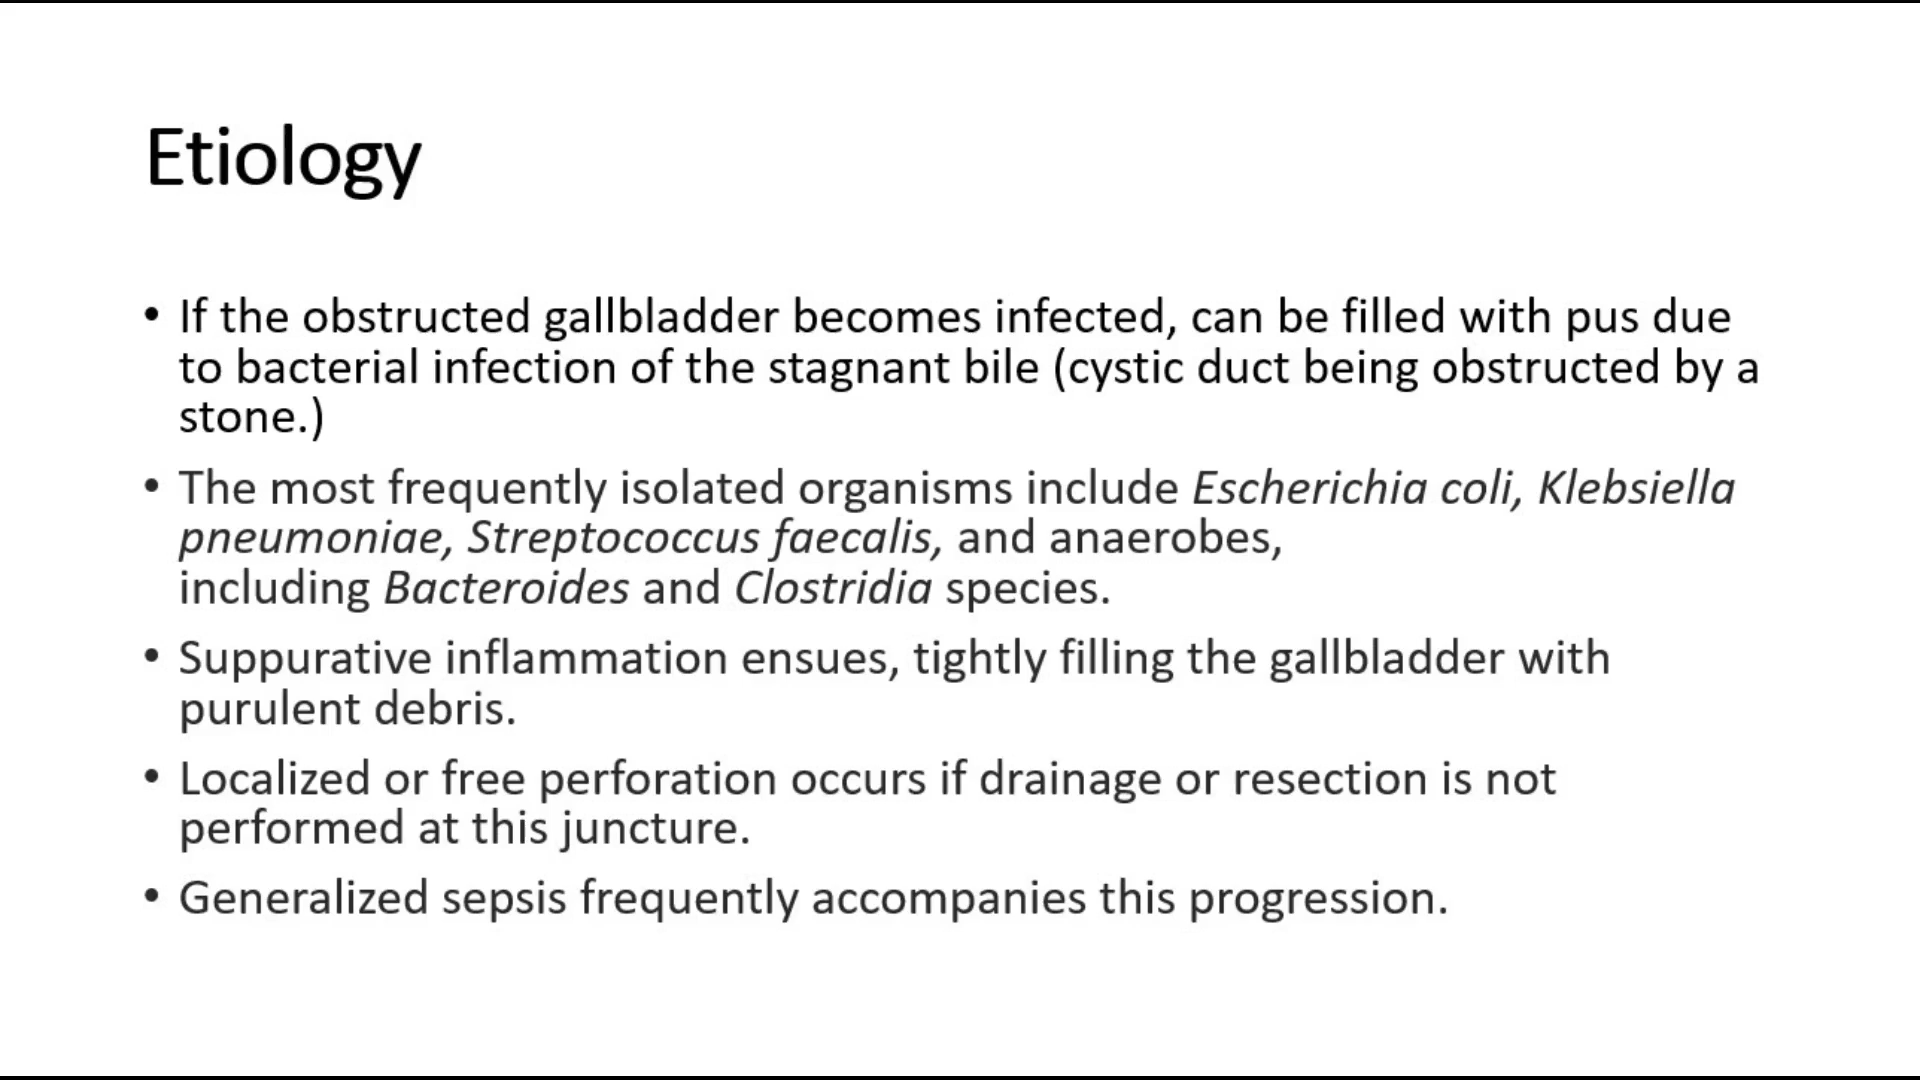 Etiology
• If the obstructed gallbladder becomes infected, can be filled with pus due
to bacterial infection of the stagnant bile (cystic duct being obstructed by a
stone.)
• The most frequently isolated organisms include Escherichia coli, Klebsiella
pneumoniae, Streptococcus faecalis, and anaerobes,
including Bacteroides and Clostridia species.
• Suppurative inflammation ensues, tightly filling the gallbladder with
purulent debris.
• Localized or free perforation occurs if drainage or resection is not
performed at this juncture.
• Generalized sepsis frequently accompanies this progression.